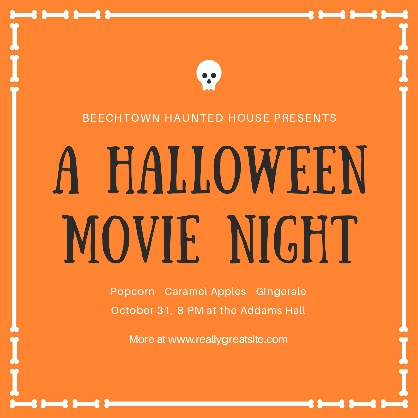 BEECHTOWN HAUNTED HOUSE PRESENTS
A HALLOWEEN
MOVIE NIGHT
Popcorn Caramel Apples Gingerale
October 31, 8 PM at the Addams Hall
More at www.reallygreatsite.com